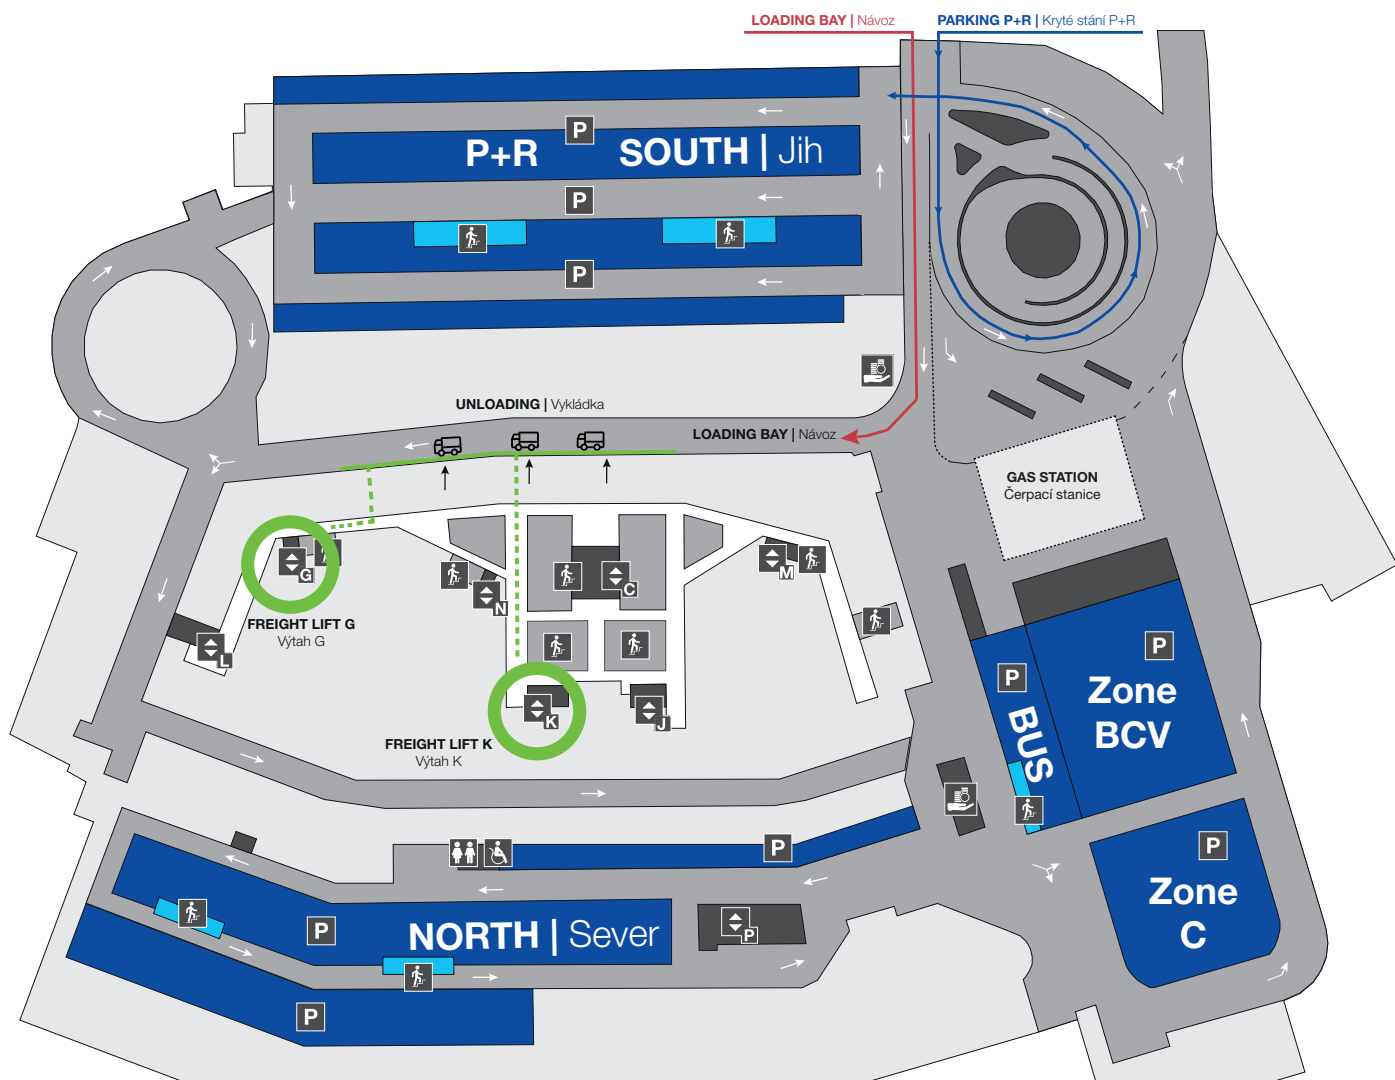 LOADING BAY | Návoz
PARKING P+R | Kryté stání P+R
P
P+R SOUTH | Jih
P
P
UNLOADING | Vykládka
LOADING BAY | Návoz
GAS STATION
Čerpací stanice
G
N
C
M
FREIGHT LIFT G
Výtah G
L
K
J
FREIGHT LIFT K
Výtah K
P
P
BUS
Zone
BCV
P
P
Zone
C
P
NORTH | Sever
P
P